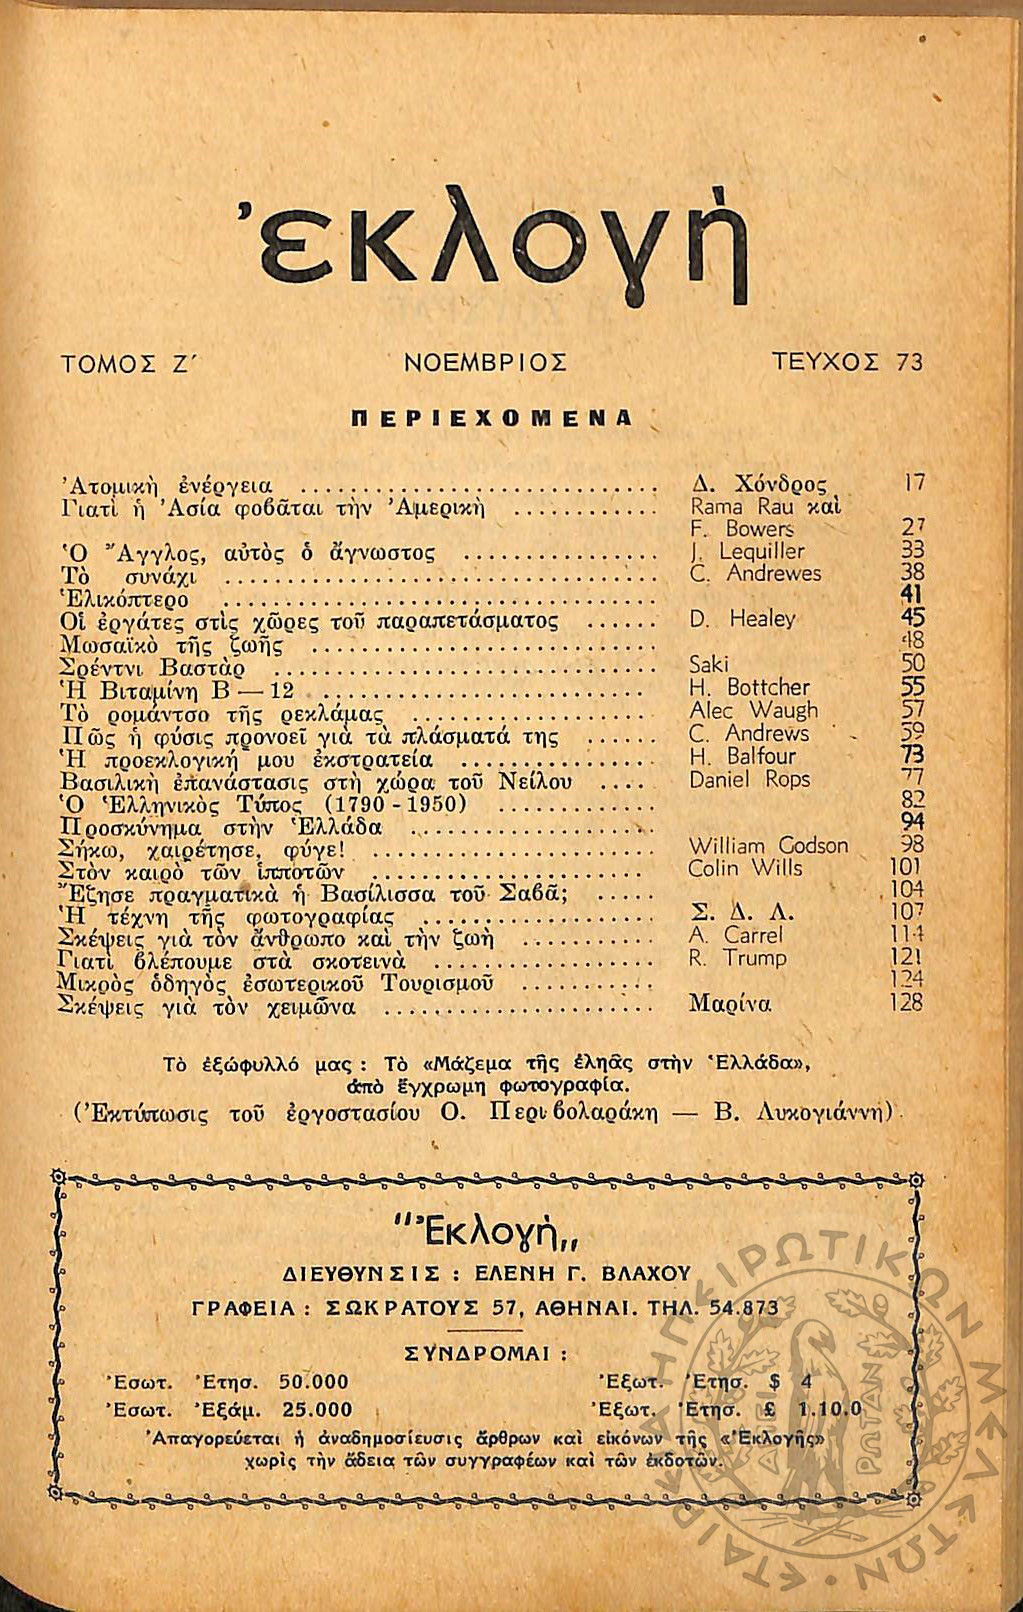 ἐκλογή
ΤΟΜΟΣ Ζ΄ ΝΟΕΜΒΡΙΟΣ ΤΕΥΧΟΣ 73
ΠΕΡΙΕΧΟΜΕΝΑ
Ἀτομικὴ ἐνέργεια .................... Δ. Χόνδρος 17
Γιατὶ ἡ Ἀσία φοβᾶται τὴν Ἀμερικὴ ............ Rama Rau καὶ
F. Bowers 27
Ὁ Ἄγγλος, αὐτὸς ὁ ἄγνωστος ................ J. Lequiller 33
Τὸ συνάχι .................... C. Andrewes 38
Ἑλικόπτερο .................... 41
Οἱ ἐργάτες στὶς χῶρες τοῦ παραπετάσματος ...... D. Healey 45
Μωσαϊκὸ τῆς ζωῆς .................... 48
Σρέντνι Βαστὰρ .................... Saki 50
Ἡ Βιταμίνη Β — 12 .................... H. Bottcher 55
Τὸ ρομάντσο τῆς ρεκλάμας .................... Alec Waugh 57
Πῶς ἡ φύσις προνοεῖ γιὰ τὰ πλάσματά της ...... C. Andrews 59
Ἡ προεκλογική μου ἐκστρατεία ................ H. Balfour 73
Βασιλικὴ ἐπανάστασις στὴ χώρα τοῦ Νείλου .... Daniel Rops 77
Ὁ Ἑλληνικὸς Τύπος (1790 - 1950) ............. 82
Προσκύνημα στὴν Ἑλλάδα .................... 94
Σήκω, χαιρέτησε, φύγε! .................... William Godson 98
Στὸν καιρὸ τῶν ἱπποτῶν .................... Colin Wills 101
Ἔζησε πραγματικὰ ἡ Βασίλισσα τοῦ Σαβᾶ; ..... 104
Ἡ τέχνη τῆς φωτογραφίας .................... Σ. Δ. Λ. 107
Σκέψεις γιὰ τὸν ἄνθρωπο καὶ τὴν ζωὴ ........... A. Carrel 114
Γιατὶ βλέπουμε στὰ σκοτεινὰ .................. R. Trump 121
Μικρὸς ὁδηγὸς ἐσωτερικοῦ Τουρισμοῦ ........... 124
Σκέψεις γιὰ τὸν χειμῶνα .................... Μαρίνα 128
Τὸ ἐξώφυλλό μας : Τὸ «Μάζεμα τῆς ἐληᾶς στὴν Ἑλλάδα»,
ἀπὸ ἔγχρωμη φωτογραφία.
(Ἐκτύπωσις τοῦ ἐργοστασίου Ο. Περιβολαράκη — Β. Λυκογιάννη).
"Ἐκλογή„
ΔΙΕΥΘΥΝΣΙΣ : ΕΛΕΝΗ Γ. ΒΛΑΧΟΥ
ΓΡΑΦΕΙΑ : ΣΩΚΡΑΤΟΥΣ 57, ΑΘΗΝΑΙ. ΤΗΛ. 54.873
ΣΥΝΔΡΟΜΑΙ :
Ἐσωτ. Ἐτησ. 50.000 Ἐξωτ. Ἐτησ. $ 4
Ἐσωτ. Ἑξάμ. 25.000 Ἐξωτ. Ἐτησ. £ 1.10.0
Ἀπαγορεύεται ἡ ἀναδημοσίευσις ἄρθρων καὶ εἰκόνων τῆς «Ἐκλογῆς»
χωρὶς τὴν ἄδεια τῶν συγγραφέων καὶ τῶν ἐκδοτῶν.
ΕΤΑΙΡΕΙΑ ΗΠΕΙΡΩΤΙΚΩΝ ΜΕΛΕΤΩΝ
ΑΠΕΙ ΡΩΤΑΝ